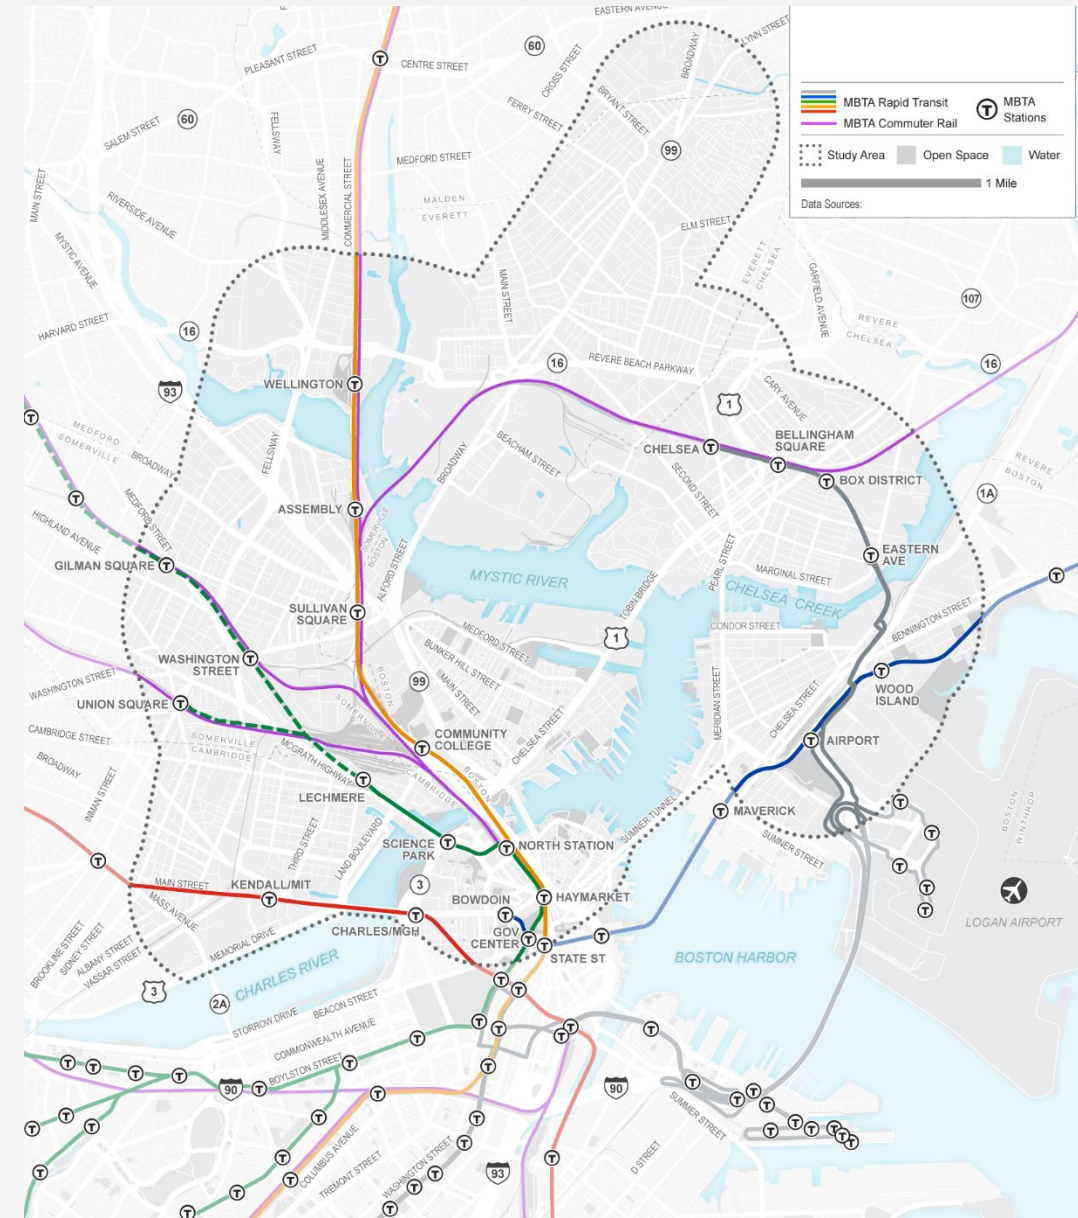 EASTERN AVENUE
LYNN STREET
BROADWAY
60
PLEASANT STREET
CENTRE STREET
CROSS STREET
FERRY STREET
BRYANT STREET
SALEM STREET
60
FELLSWAY
99
MIDDLESEX AVENUE
COMMERCIAL STREET
MEDFORD STREET
MALDEN
EVERETT
MAIN STREET
RIVERSIDE AVENUE
MYSTIC AVENUE
ELM STREET
EVERETT
CHELSEA
GARFIELD AVENUE
MAIN STREET
107
REVERE
CHELSEA
HARVARD STREET
16
16
REVERE BEACH PARKWAY
16
93
WELLINGTON
1
CARY AVENUE
MEDFORD
SOMERVILLE
BROADWAY
FELLSWAY
BROADWAY
BEACHAM STREET
CHELSEA
BELLINGHAM
SQUARE
BOX DISTRICT
SECOND STREET
REVERE
BOSTON
1A
MEDFORD STREET
HIGHLAND AVENUE
ASSEMBLY
SOMERVILLE
BOSTON
ALFORD STREET
GILMAN SQUARE
MYSTIC RIVER
TOBIN BRIDGE
PEARL STREET
MARGINAL STREET
EASTERN
AVE
CHELSEA CREEK
SULLIVAN
SQUARE
CONDOR STREET
BENNINGTON STREET
MEDFORD STREET
1
BUNKER HILL STREET
MAIN STREET
WASHINGTON
STREET
BOSTON
SOMERVILLE
99
WASHINGTON STREET
UNION SQUARE
CHELSEA STREET
MERIDIAN STREET
CHELSEA STREET
WOOD
ISLAND
CAMBRIDGE STREET
SOMERVILLE
CAMBRIDGE
MCGRATH HIGHWAY
COMMUNITY
COLLEGE
AIRPORT
BROADWAY
INMAN STREET
LECHMERE
CAMBRIDGE
BOSTON
THIRD STREET
LAND BOULEVARD
SCIENCE
PARK
NORTH STATION
SUMNER TUNNEL
MAVERICK
SUMNER STREET
BOSTON
WINTHROP
MAIN STREET
MASS AVENUE
KENDALL/MIT
3
BOWDOIN
HAYMARKET
CHARLES/MGH
GOV
CENTER
STATE ST
LOGAN AIRPORT
BROOKLINE STREET
SIDNEY STREET
ALBANY STREET
VASSAR STREET
MEMORIAL DRIVE
CHARLES RIVER
BOSTON HARBOR
3
2A
STORROW DRIVE
BEACON STREET
COMMONWEALTH AVENUE
BOYLSTON STREET
90
90
SUMMER STREET
COLUMBUS AVENUE
TREMONT STREET
WASHINGTON STREET
93
D STREET
MBTA Rapid Transit
MBTA Commuter Rail
T
MBTA
Stations
Study Area
Open Space
Water
1 Mile
Data Sources: